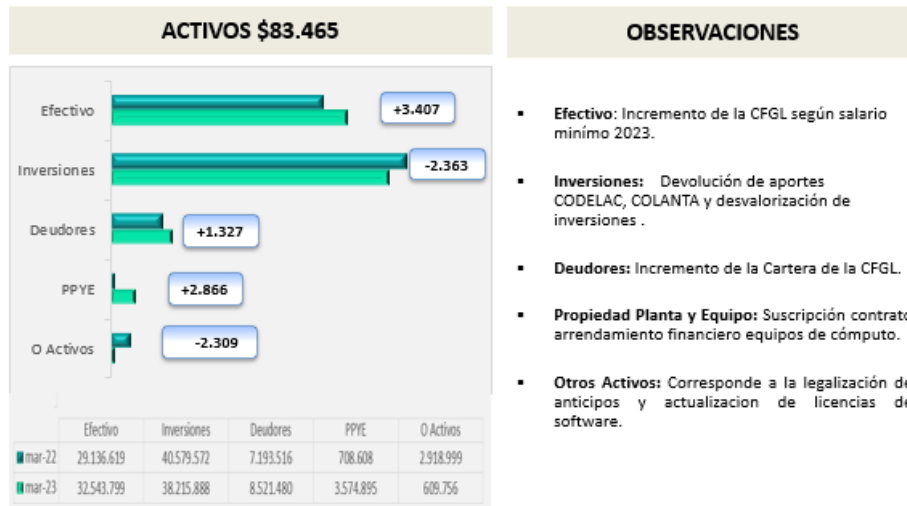 ACTIVOS $83.465
Efectivo
+3.407
Inversiones
-2.363
Deudores
+1.327
PPYE
+2.866
O Activos
-2.309
Efectivo Inversiones Deudores PPYE O Activos
mar-22 29.136.619 40.579.572 7.193.516 708.608 2.918.999
mar-23 32.543.799 38.215.888 8.521.480 3.574.895 609.756
OBSERVACIONES
▪ Efectivo: Incremento de la CFGL según salario
minímo 2023.
▪ Inversiones: Devolución de aportes
CODELAC, COLANTA y desvalorización de
inversiones .
▪ Deudores: Incremento de la Cartera de la CFGL.
▪ Propiedad Planta y Equipo: Suscripción contrato
arrendamiento financiero equipos de cómputo.
▪ Otros Activos: Corresponde a la legalización de
anticipos y actualizacion de licencias de
software.